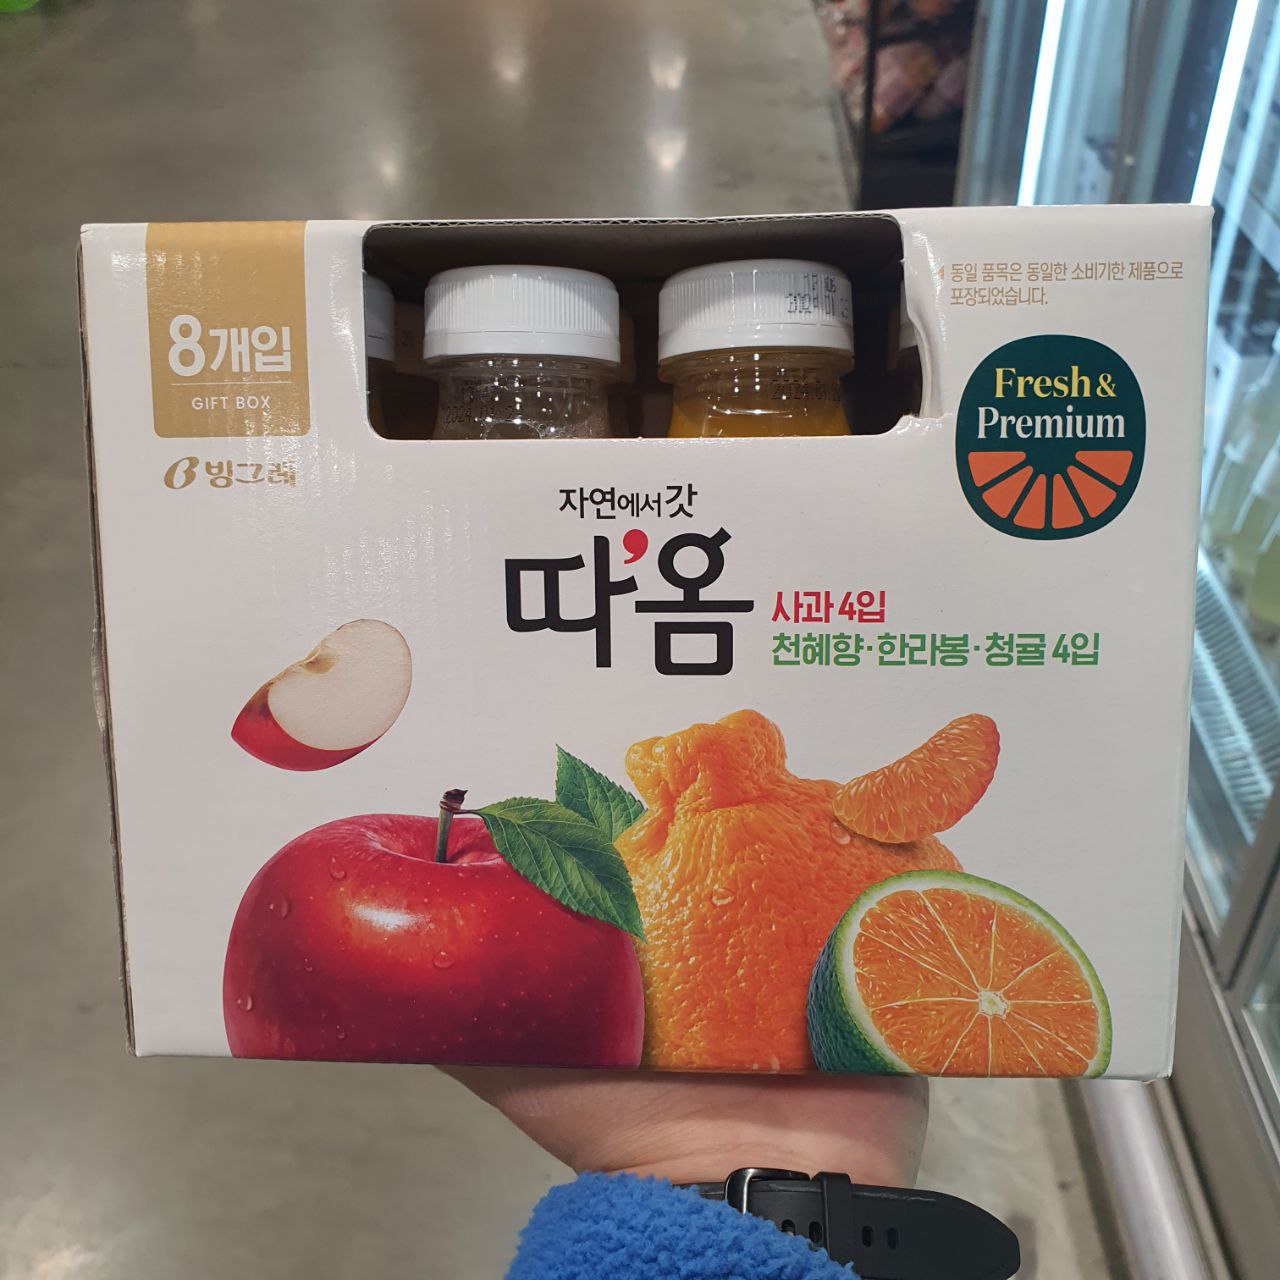 8개입
GIFT BOX
빙그레
동일 품목은 동일한 소비기한 제품으로
포장되었습니다.
Fresh &
Premium
자연에서 갓
따'옴
사과 4입
천혜향·한라봉·청귤 4입